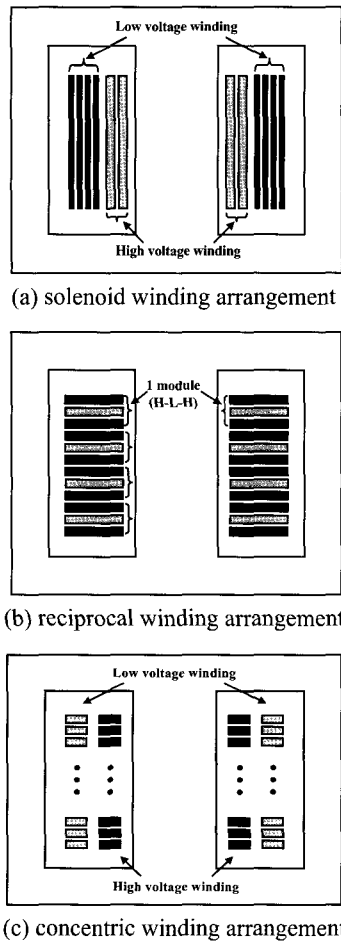 Low voltage winding
High voltage winding
(a) solenoid winding arrangement
1 module
(H-L-H)
(b) reciprocal winding arrangement
Low voltage winding
High voltage winding
(c) concentric winding arrangement